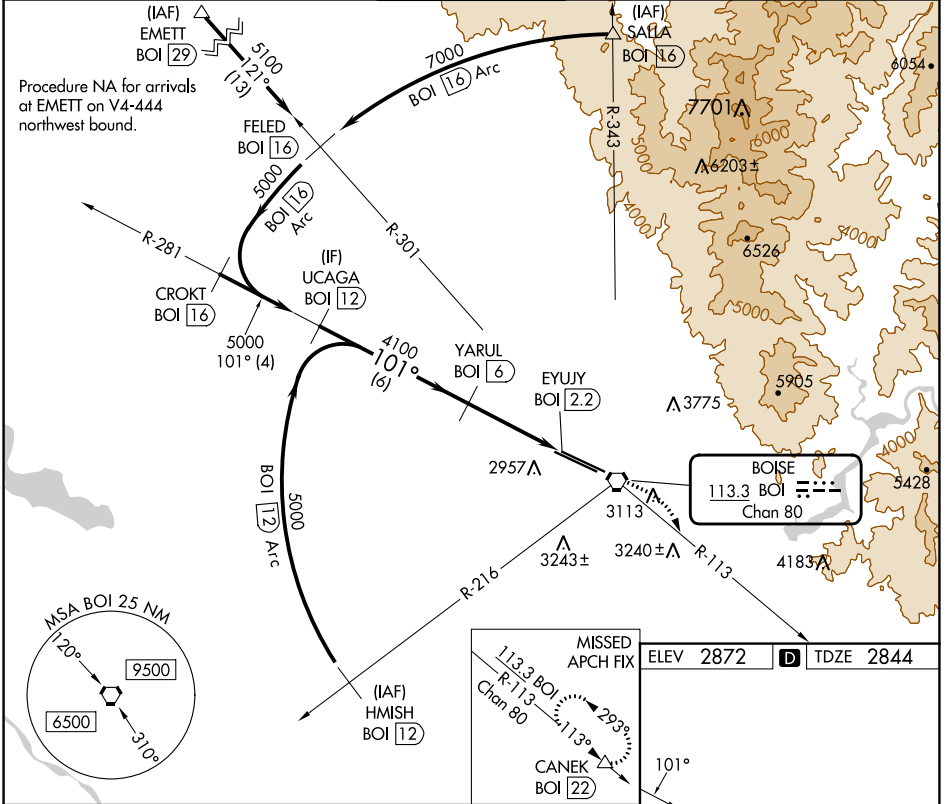 (IAF)
EMETT
BOI 29
5100
121°
(13)
Procedure NA for arrivals
at EMETT on V4-444
northwest bound.
7000
BOI 16 Arc
(IAF)
SALLA
BOI 16
R-343
6054
7701
6000
5000
6203±
4000
6526
5000
FELED
BOI 16
5000
BOI 16
Arc
R-301
R-281
CROKT
BOI 16
5000
101° (4)
(IF)
UCAGA
BOI 12
4100
101°
(6)
YARUL
BOI 6
EYUJY
BOI 2.2
5905
3775
4000
5428
2957
BOISE
113.3 BOI
Chan 80
3113
3243±
3240±
4183
R-113
R-216
5000
BOI 12 Arc
(IAF)
HMISH
BOI 12
MSA BOI 25 NM
120°
9500
6500
310°
MISSED
APCH FIX
113.3 BOI
R-113
Chan 80
293°
113°
CANEK
BOI 22
ELEV 2872 D TDZE 2844
101°